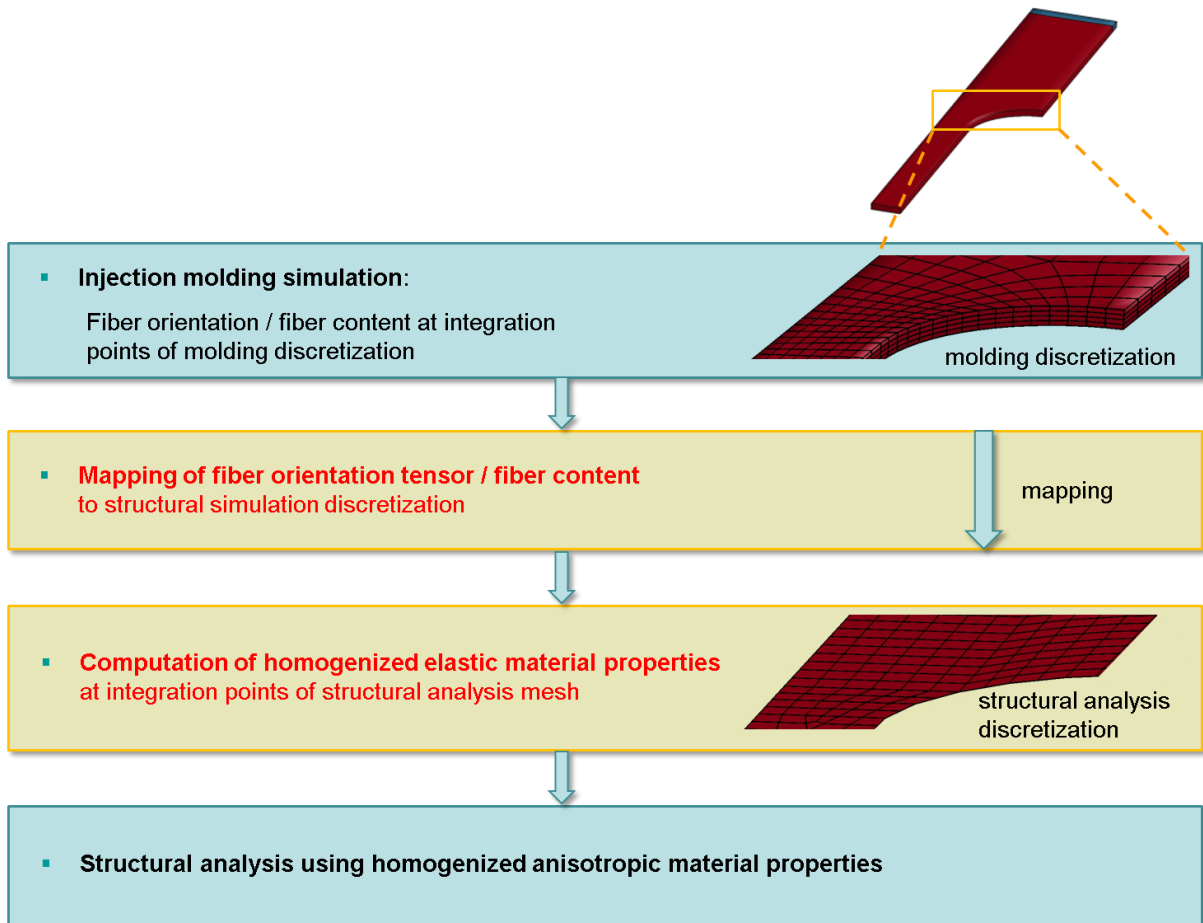 Injection molding simulation:
Fiber orientation / fiber content at integration
points of molding discretization
molding discretization
Mapping of fiber orientation tensor / fiber content
to structural simulation discretization
mapping
Computation of homogenized elastic material properties
at integration points of structural analysis mesh
structural analysis
discretization
Structural analysis using homogenized anisotropic material properties